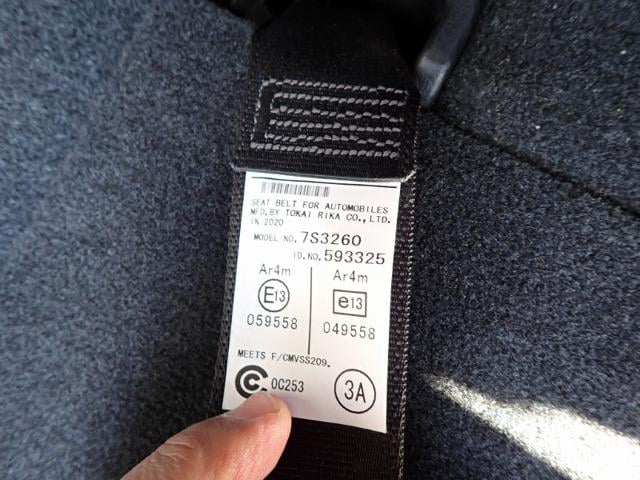 SEAT BELT FOR AUTOMOBILES
MFD.BY TOKAI RIKA CO.,LTD.
IN 2020
MODEL NO. 7S3260
ID.NO. 593325
Ar4m Ar4m
E13 e13
059558 049558
MEETS F/CMVSS209.
C 0C253 3A